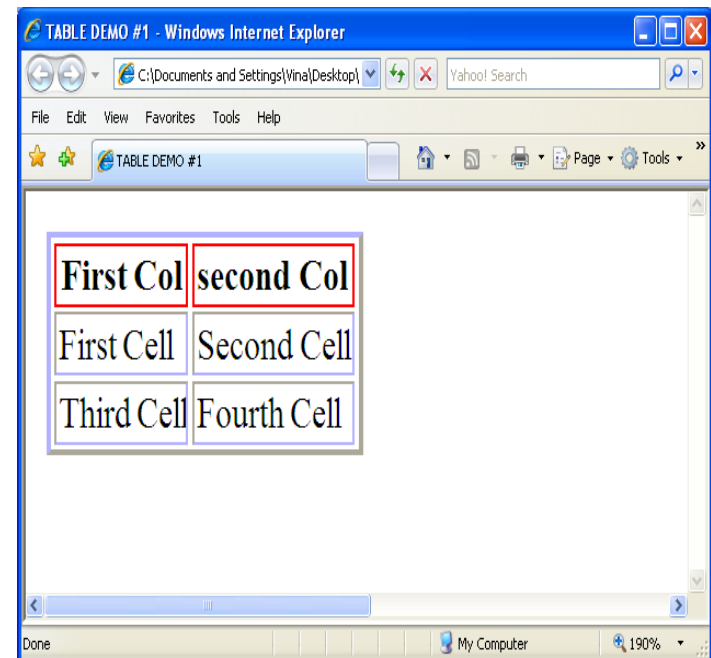 TABLE DEMO #1 - Windows Internet Explorer
C:\Documents and Settings\Vina\Desktop\ Yahoo! Search
File Edit View Favorites Tools Help
TABLE DEMO #1 Page Tools »
First Col second Col
First Cell Second Cell
Third Cell Fourth Cell
Done My Computer 190%